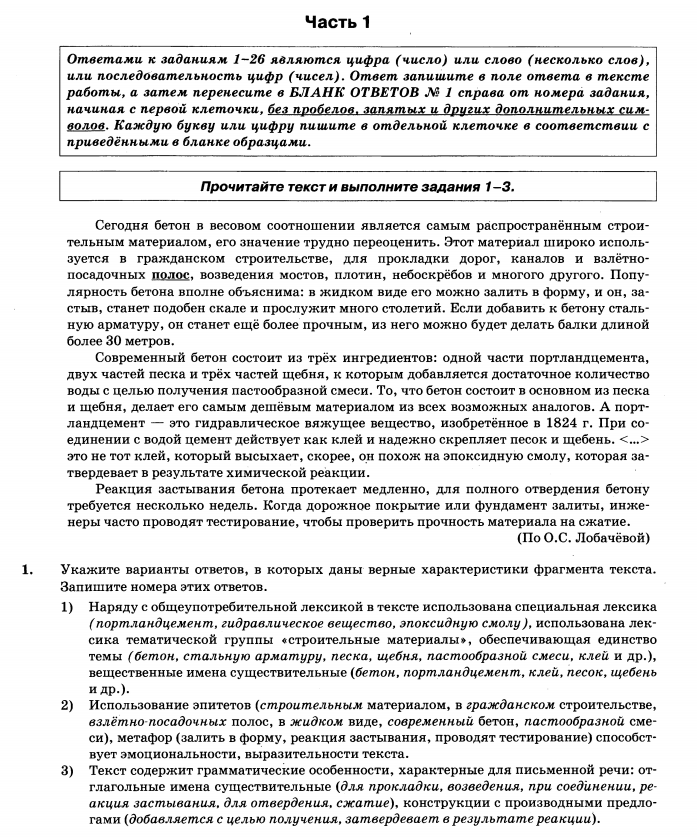 Часть 1
Ответами к заданиям 1–26 являются цифра (число) или слово (несколько слов),
или последовательность цифр (чисел). Ответ запишите в поле ответа в тексте
работы, а затем перенесите в БЛАНК ОТВЕТОВ № 1 справа от номера задания,
начиная с первой клеточки, без пробелов, запятых и других дополнительных сим-
волов. Каждую букву или цифру пишите в отдельной клеточке в соответствии с
приведёнными в бланке образцами.
Прочитайте текст и выполните задания 1–3.
Сегодня бетон в весовом соотношении является самым распространённым строи-
тельным материалом, его значение трудно переоценить. Этот материал широко исполь-
зуется в гражданском строительстве, для прокладки дорог, каналов и взлётно-
посадочных полос, возведения мостов, плотин, небоскрёбов и многого другого. Попу-
лярность бетона вполне объяснима: в жидком виде его можно залить в форму, и он, за-
стыв, станет подобен скале и прослужит много столетий. Если добавить к бетону сталь-
ную арматуру, он станет ещё более прочным, из него можно будет делать балки длиной
более 30 метров.
Современный бетон состоит из трёх ингредиентов: одной части портландцемента,
двух частей песка и трёх частей щебня, к которым добавляется достаточное количество
воды с целью получения пастообразной смеси. То, что бетон состоит в основном из песка
и щебня, делает его самым дешёвым материалом из всех возможных аналогов. А порт-
ландцемент — это гидравлическое вяжущее вещество, изобретённое в 1824 г. При со-
единении с водой цемент действует как клей и надежно скрепляет песок и щебень. <...>
это не тот клей, который высыхает, скорее, он похож на эпоксидную смолу, которая за-
твердевает в результате химической реакции.
Реакция застывания бетона протекает медленно, для полного отвердения бетону
требуется несколько недель. Когда дорожное покрытие или фундамент залиты, инже-
неры часто проводят тестирование, чтобы проверить прочность материала на сжатие.
(По О.С. Лобачёвой)
1. Укажите варианты ответов, в которых даны верные характеристики фрагмента текста.
Запишите номера этих ответов.
1) Наряду с общеупотребительной лексикой в тексте использована специальная лексика
(портландцемент, гидравлическое вещество, эпоксидную смолу), использована лек-
сика тематической группы «строительные материалы», обеспечивающая единство
темы (бетон, стальную арматуру, песка, щебня, пастообразной смеси, клей и др.),
вещественные имена существительные (бетон, портландцемент, клей, песок, щебень
и др.).
2) Использование эпитетов (строительным материалом, в гражданском строительстве,
взлётно-посадочных полос, в жидком виде, современный бетон, пастообразной сме-
си), метафор (залить в форму, реакция застывания, проводят тестирование) способст-
вует эмоциональности, выразительности текста.
3) Текст содержит грамматические особенности, характерные для письменной речи: от-
глагольные имена существительные (для прокладки, возведения, при соединении, ре-
акция застывания, для отвердения, сжатие), конструкции с производными предло-
гами (добавляется с целью получения, затвердевает в результате реакции).